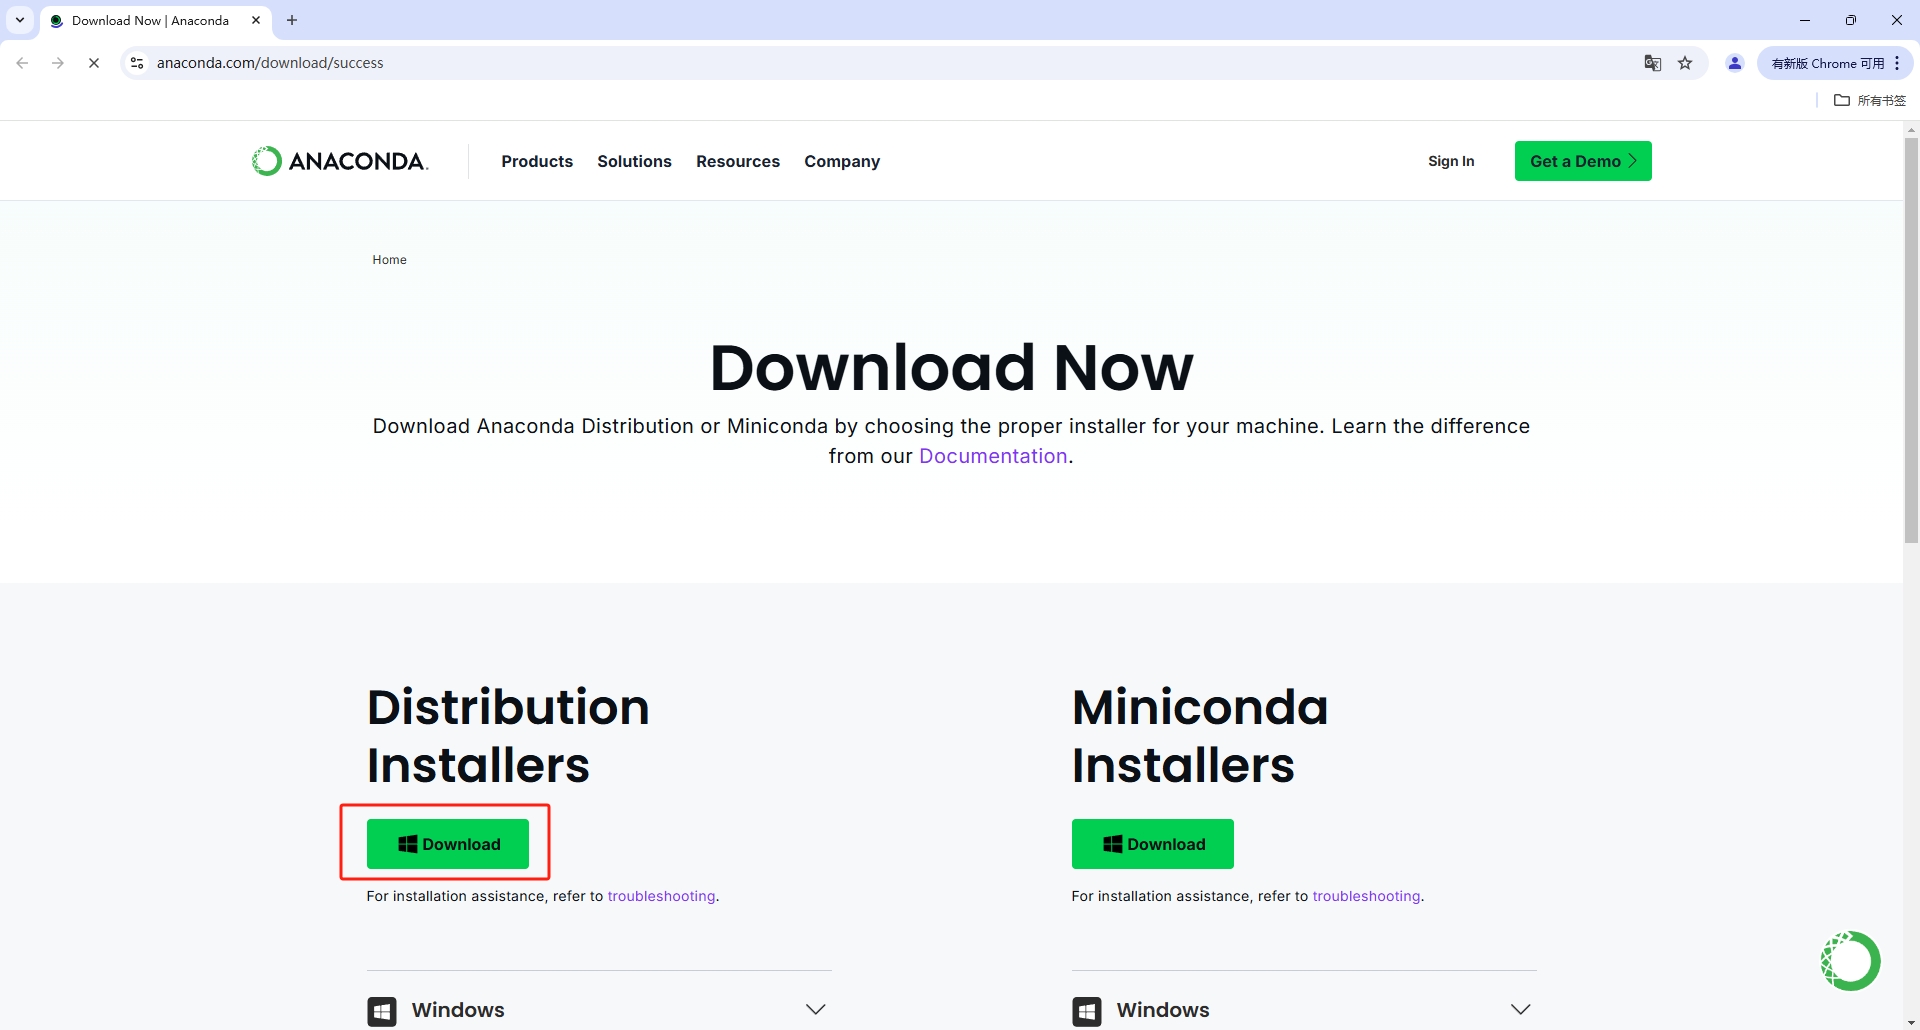 Download Now | Anaconda
anaconda.com/download/success
有新版 Chrome 可用
所有书签
ANACONDA.
Products
Solutions
Resources
Company
Sign In
Get a Demo
Home
Download Now
Download Anaconda Distribution or Miniconda by choosing the proper installer for your machine. Learn the difference
from our Documentation.
Distribution
Installers
Download
For installation assistance, refer to troubleshooting.
Windows
Miniconda
Installers
Download
For installation assistance, refer to troubleshooting.
Windows